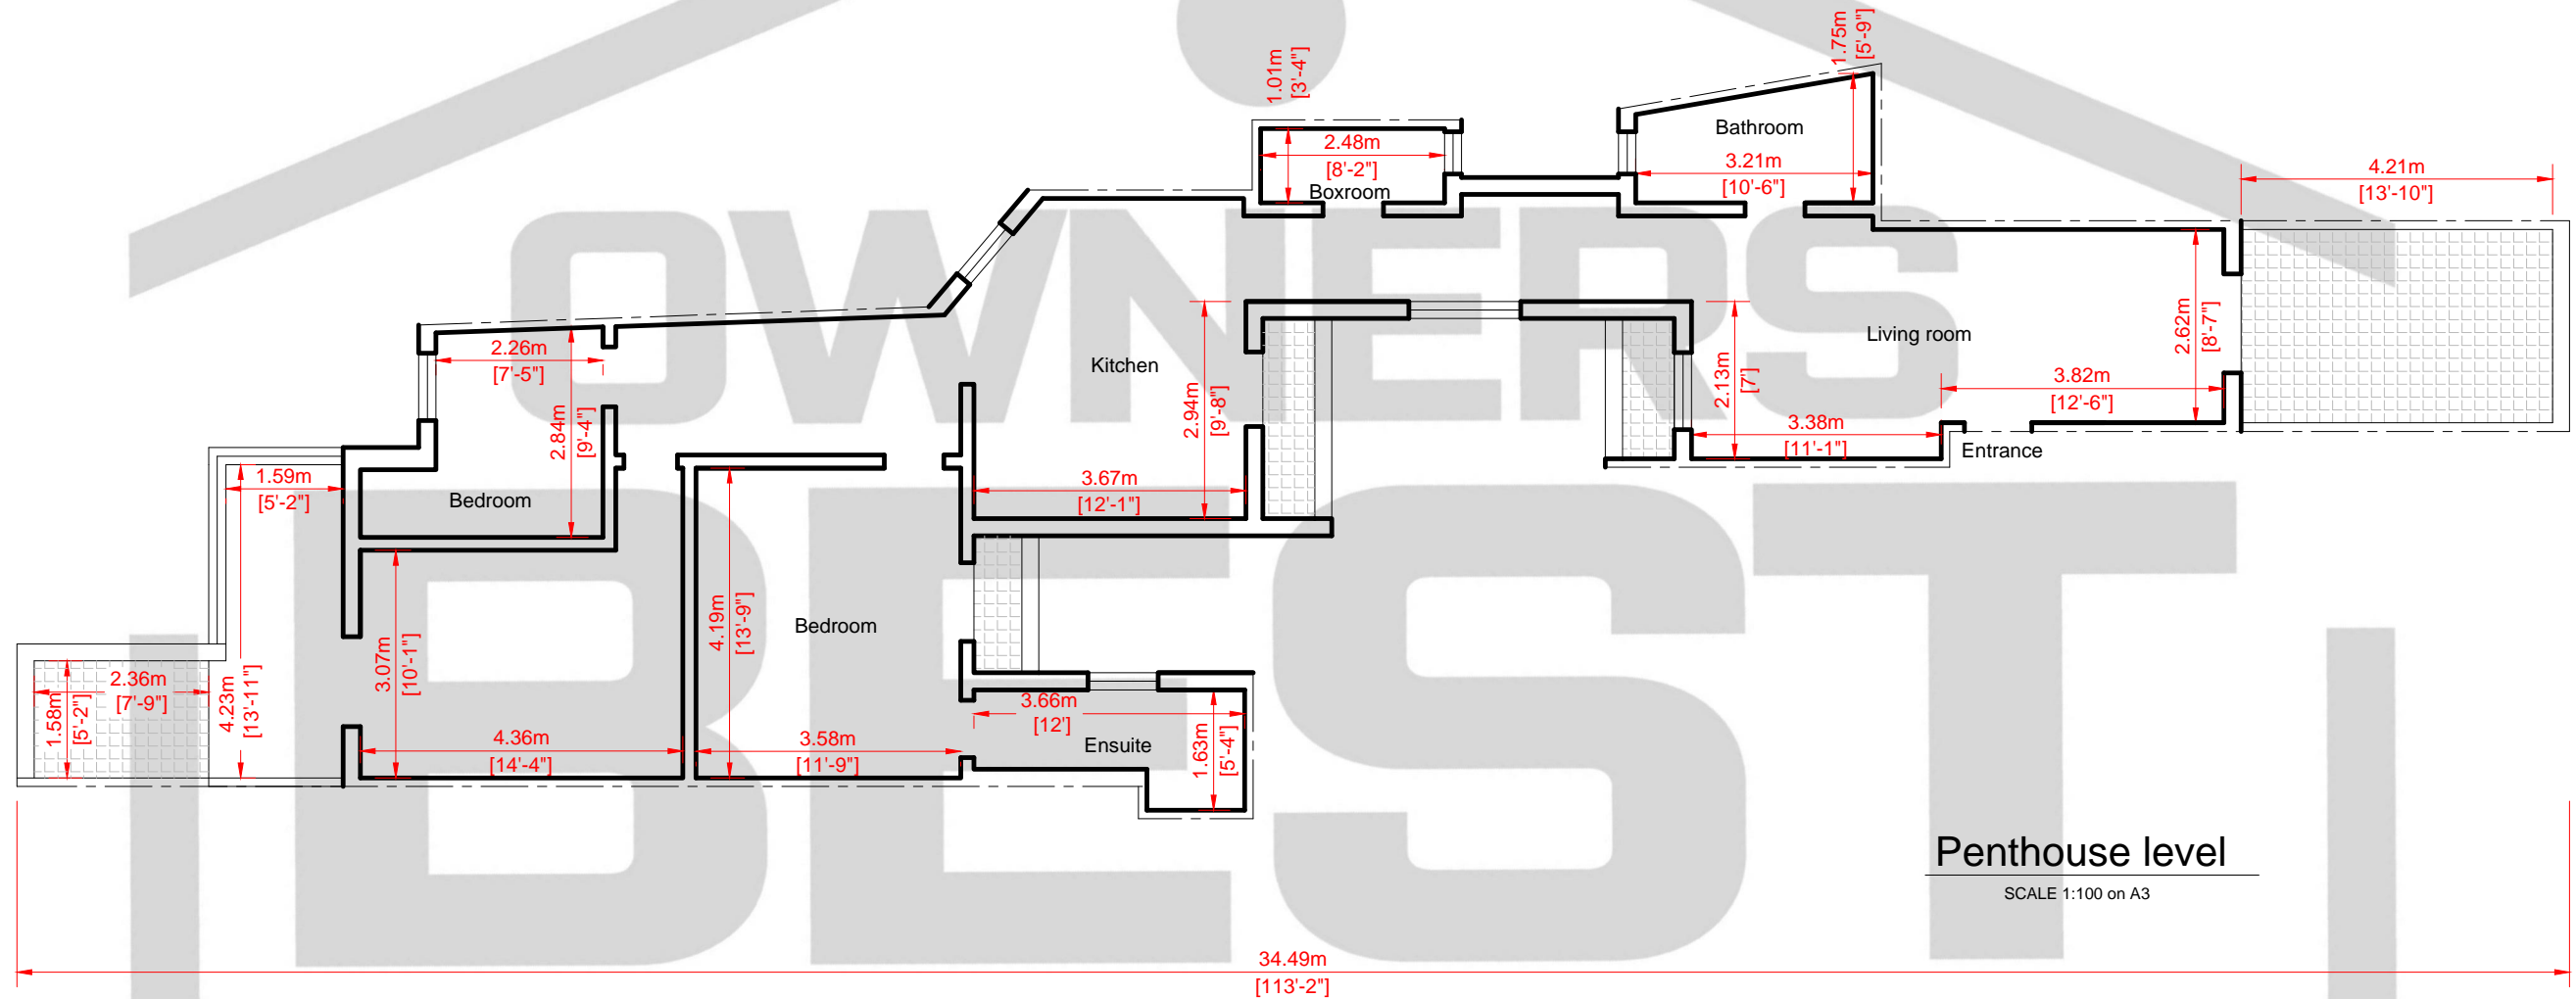 1.75m
[5'-9"]
1.01m
[3'-4"]
2.48m
[8'-2"]
Boxroom
Bathroom
3.21m
[10'-6"]
4.21m
[13'-10"]
OWNERS
2.26m
[7'-5"]
2.84m
[9'-4"]
Kitchen
2.94m
[9'-8"]
3.67m
[12'-1"]
2.13m
[7']
Living room
2.62m
[8'-7"]
3.82m
[12'-6"]
3.38m
[11'-1"]
Entrance
1.59m
[5'-2"]
Bedroom
BEST
4.19m
[13'-9"]
Bedroom
3.07m
[10'-1"]
4.23m
[13'-11"]
2.36m
[7'-9"]
1.58m
[5'-2"]
4.36m
[14'-4"]
3.58m
[11'-9"]
3.66m
[12']
Ensuite
1.63m
[5'-4"]
Penthouse level
SCALE 1:100 on A3
34.49m
[113'-2"]